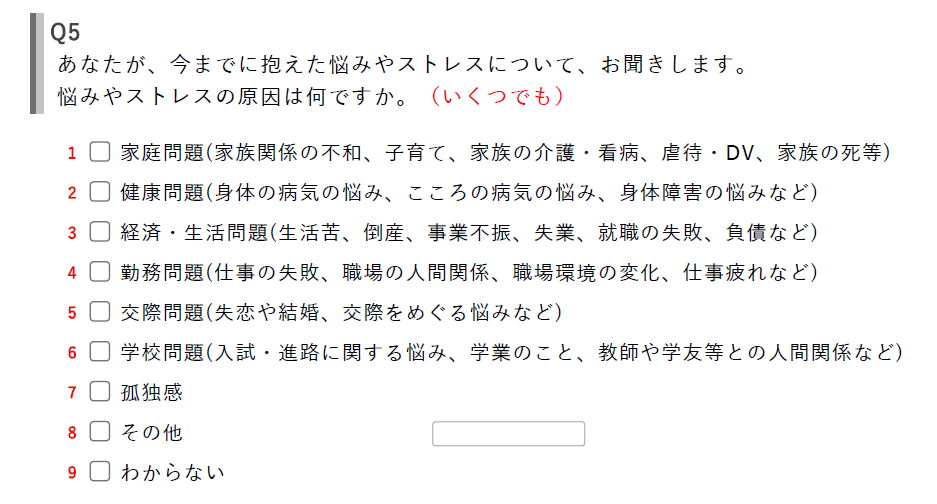 Q5
あなたが、今までに抱えた悩みやストレスについて、お聞きします。
悩みやストレスの原因は何ですか。（いくつでも）
1 家庭問題(家族関係の不和、子育て、家族の介護・看病、虐待・DV、家族の死等)
2 健康問題(身体の病気の悩み、こころの病気の悩み、身体障害の悩みなど)
3 経済・生活問題(生活苦、倒産、事業不振、失業、就職の失敗、負債など)
4 勤務問題(仕事の失敗、職場の人間関係、職場環境の変化、仕事疲れなど)
5 交際問題(失恋や結婚、交際をめぐる悩みなど)
6 学校問題(入試・進路に関する悩み、学業のこと、教師や学友等との人間関係など)
7 孤独感
8 その他
9 わからない